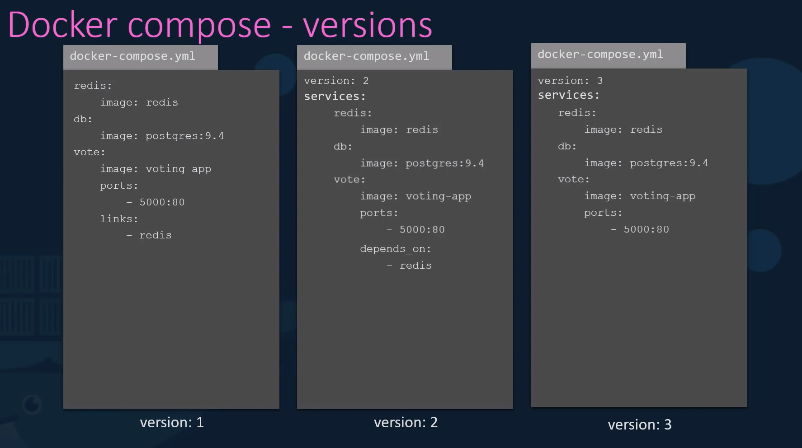 Docker compose - versions
docker-compose.yml
redis:
image: redis
db:
image: postgres:9.4
vote:
image: voting app
ports:
- 5000:80
links:
- redis
version: 1
docker-compose.yml
version: 2
services:
redis:
image: redis
db:
image: postgres:9.4
vote:
image: voting-app
ports:
- 5000:80
depends_on:
- redis
version: 2
docker-compose.yml
version: 3
services:
redis:
image: redis
db:
image: postgres:9.4
vote:
image: voting-app
ports:
- 5000:80
version: 3